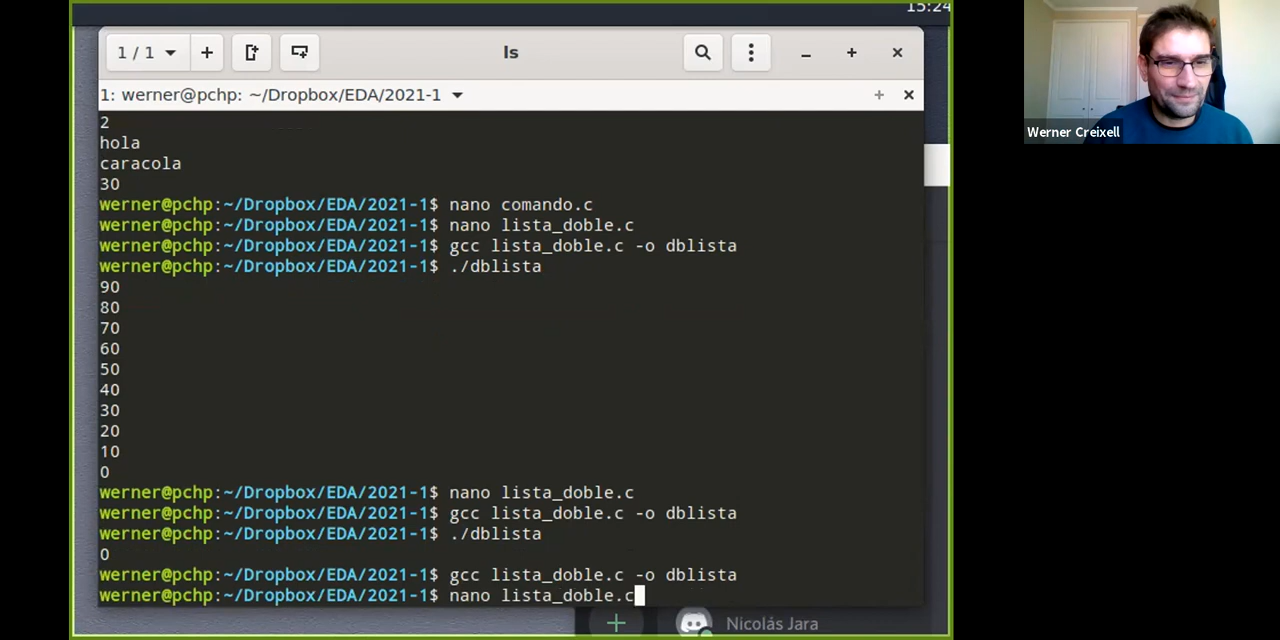 15:24
1 / 1
ls
1: werner@pchp: ~/Dropbox/EDA/2021-1
2
hola
caracola
30
werner@pchp:~/Dropbox/EDA/2021-1$ nano comando.c
werner@pchp:~/Dropbox/EDA/2021-1$ nano lista_doble.c
werner@pchp:~/Dropbox/EDA/2021-1$ gcc lista_doble.c -o dblista
werner@pchp:~/Dropbox/EDA/2021-1$ ./dblista
90
80
70
60
50
40
30
20
10
0
werner@pchp:~/Dropbox/EDA/2021-1$ nano lista_doble.c
werner@pchp:~/Dropbox/EDA/2021-1$ gcc lista_doble.c -o dblista
werner@pchp:~/Dropbox/EDA/2021-1$ ./dblista
0
werner@pchp:~/Dropbox/EDA/2021-1$ gcc lista_doble.c -o dblista
werner@pchp:~/Dropbox/EDA/2021-1$ nano lista_doble.c
Nicolás Jara
Werner Creixell